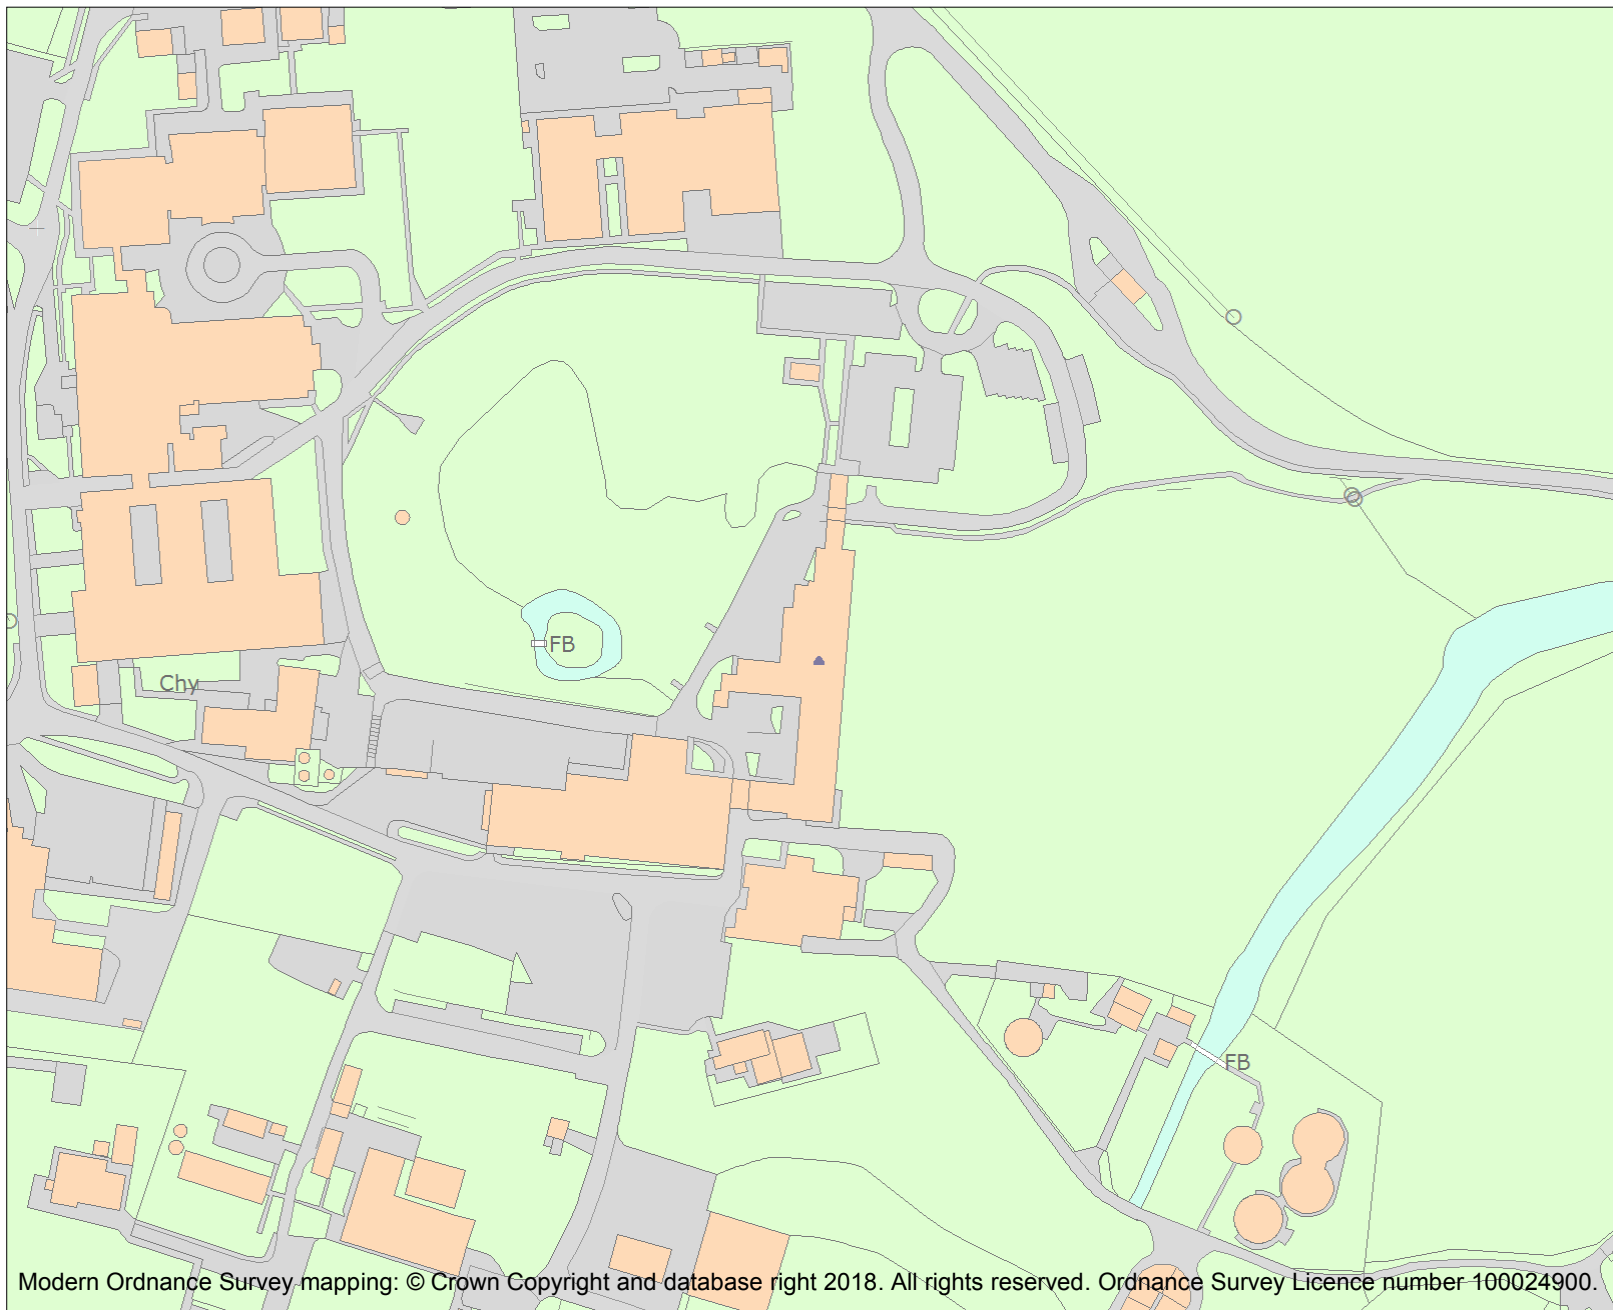 FB
Chy
FB
Modern Ordnance Survey mapping: © Crown Copyright and database right 2018. All rights reserved. Ordnance Survey Licence number 100024900.